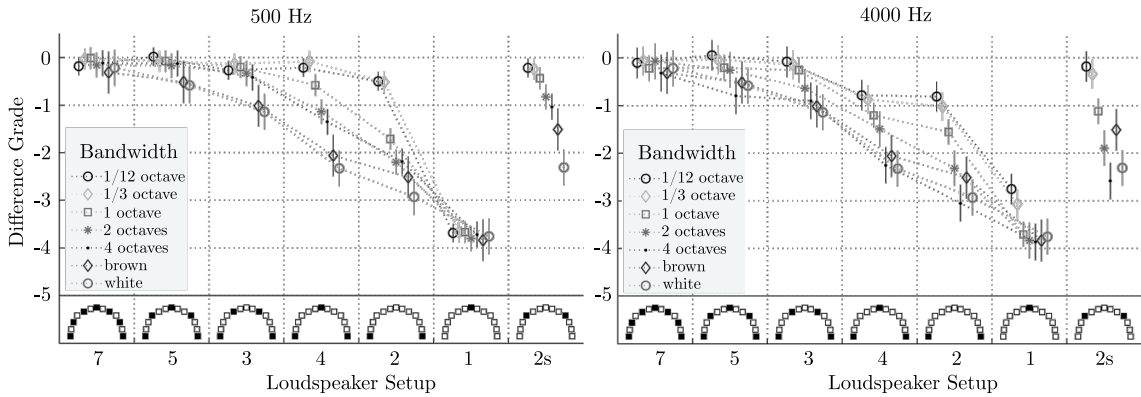 500 Hz
Difference Grade
0
-1
-2
-3
-4
-5
Bandwidth
1/12 octave
1/3 octave
1 octave
2 octaves
4 octaves
brown
white
7 5 3 4 2 1 2s
Loudspeaker Setup
4000 Hz
0
-1
-2
-3
-4
-5
Bandwidth
1/12 octave
1/3 octave
1 octave
2 octaves
4 octaves
brown
white
7 5 3 4 2 1 2s
Loudspeaker Setup